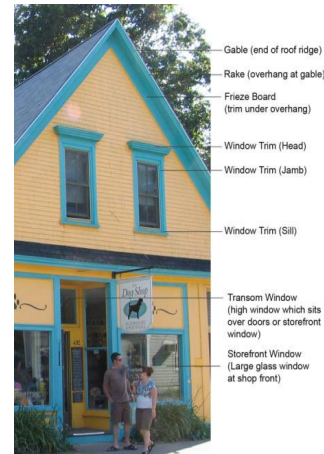 Gable (end of roof ridge)
Rake (overhang at gable)
Frieze Board
(trim under overhang)
Window Trim (Head)
Window Trim (Jamb)
Window Trim (Sill)
Dog Shop
Transom Window
(high window which sits
over doors or storefront
window)
Storefront Window
(Large glass window
at shop front)